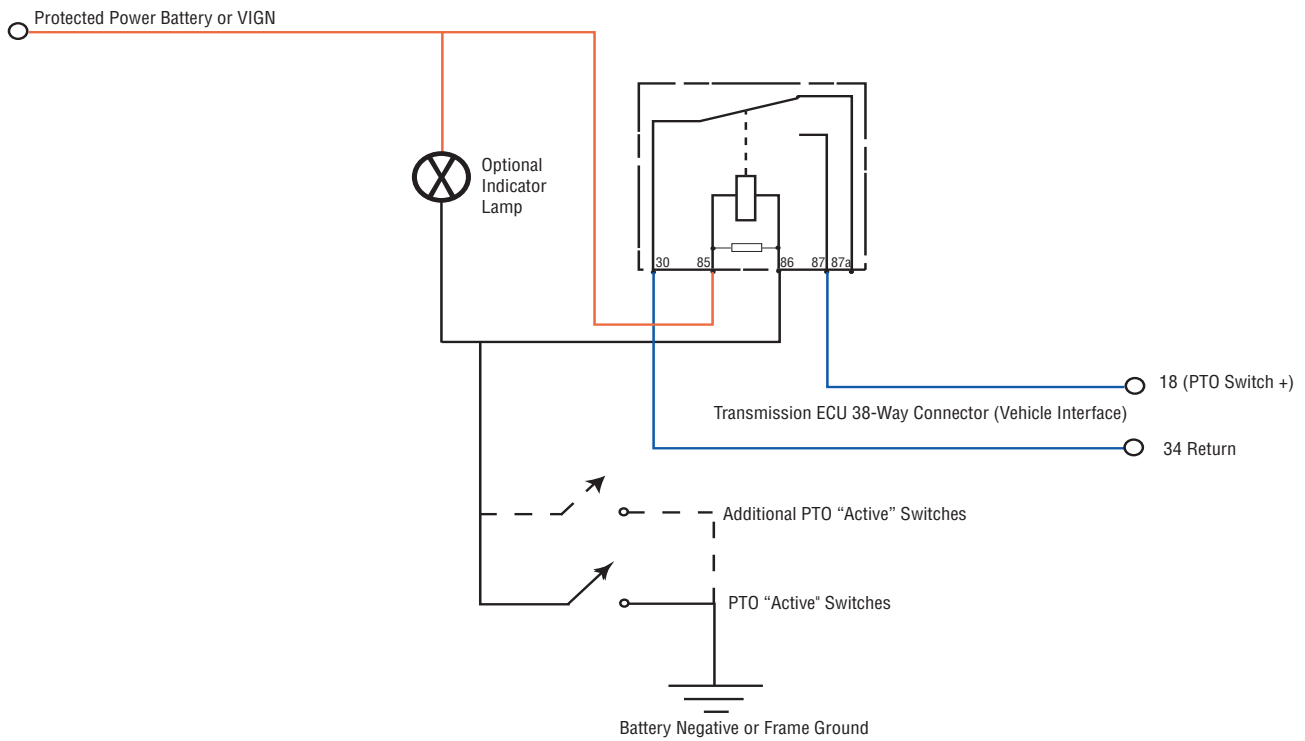 Protected Power Battery or VIGN
Optional
Indicator
Lamp
30 85 86 87 87a
18 (PTO Switch +)
Transmission ECU 38-Way Connector (Vehicle Interface)
34 Return
Additional PTO “Active” Switches
PTO “Active" Switches
Battery Negative or Frame Ground